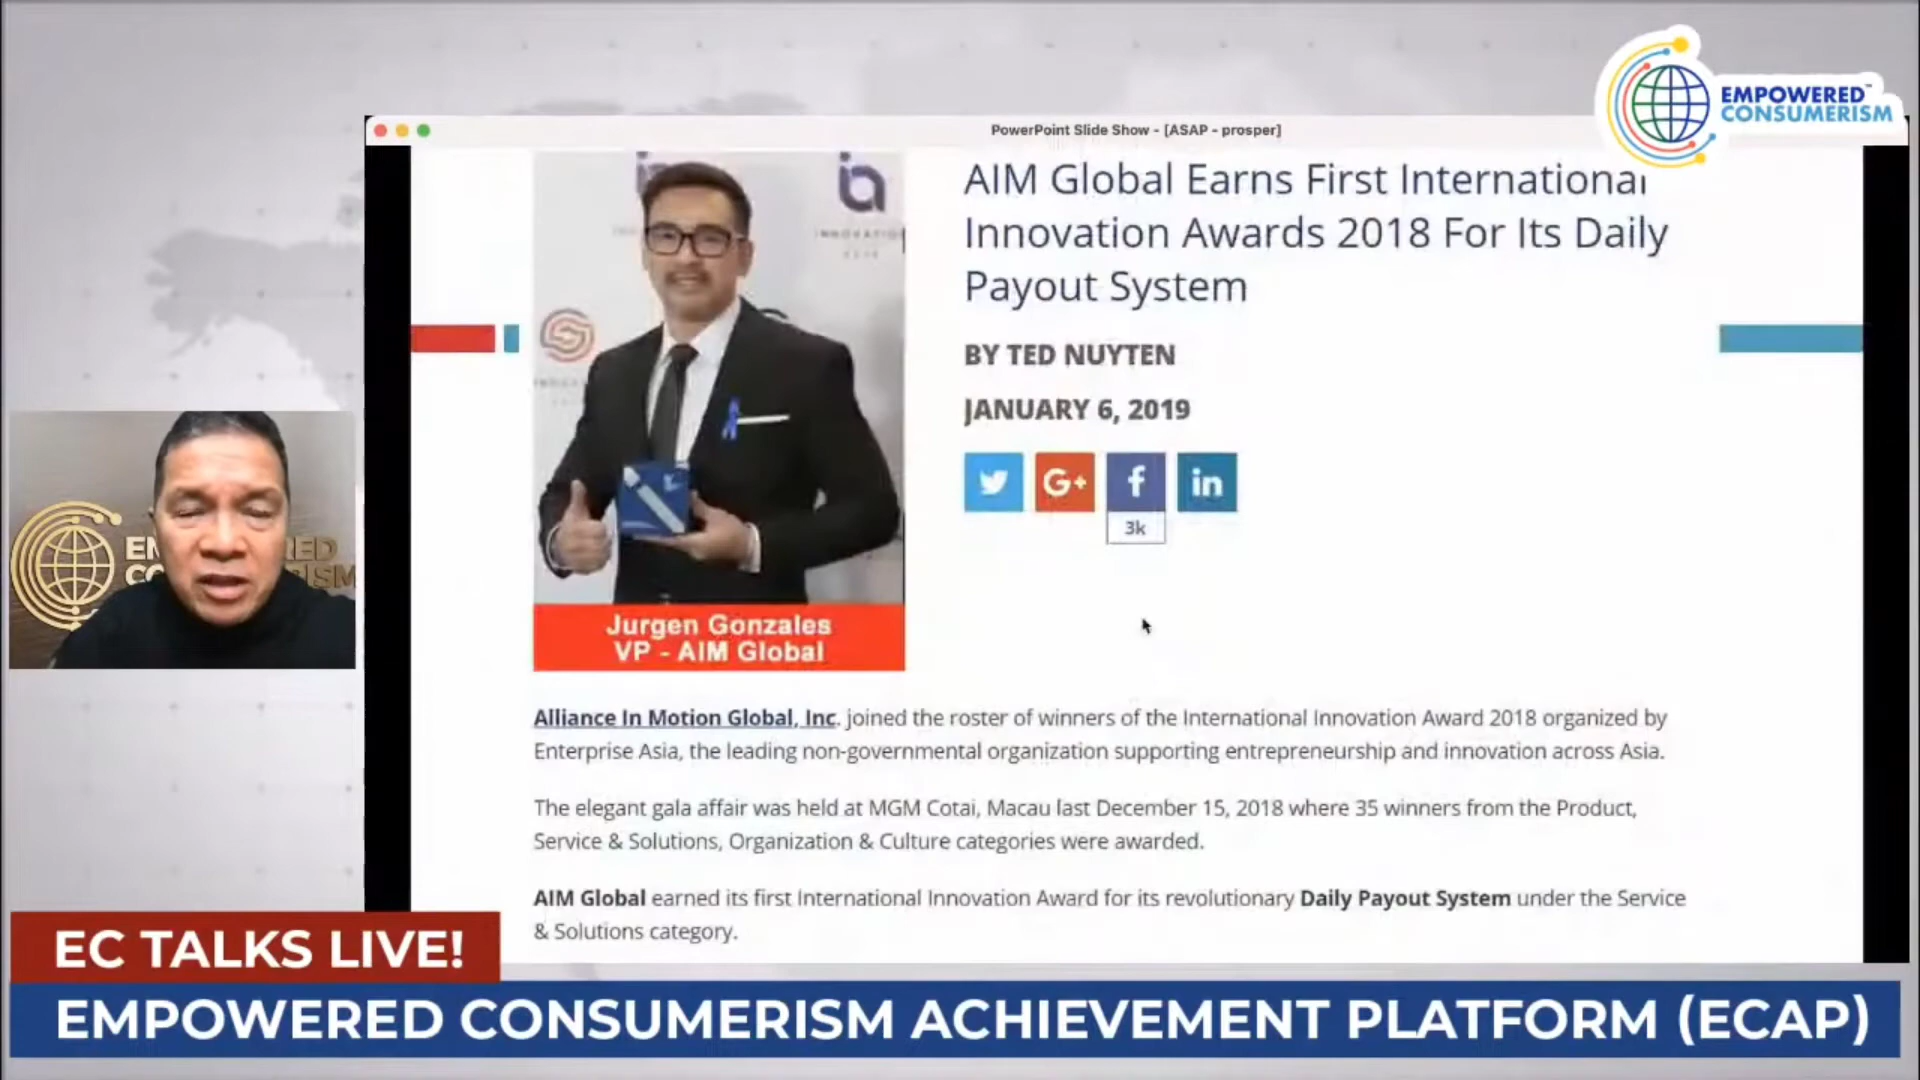 EMPOWERED™
CONSUMERISM
PowerPoint Slide Show - [ASAP - prosper]
AIM Global Earns First International
Innovation Awards 2018 For Its Daily
Payout System
BY TED NUYTEN
JANUARY 6, 2019
G+
f
in
3k
Jurgen Gonzales
VP - AIM Global
Alliance In Motion Global, Inc. joined the roster of winners of the International Innovation Award 2018 organized by
Enterprise Asia, the leading non-governmental organization supporting entrepreneurship and innovation across Asia.
The elegant gala affair was held at MGM Cotai, Macau last December 15, 2018 where 35 winners from the Product,
Service & Solutions, Organization & Culture categories were awarded.
AIM Global earned its first International Innovation Award for its revolutionary Daily Payout System under the Service
& Solutions category.
EC TALKS LIVE!
EMPOWERED CONSUMERISM ACHIEVEMENT PLATFORM (ECAP)